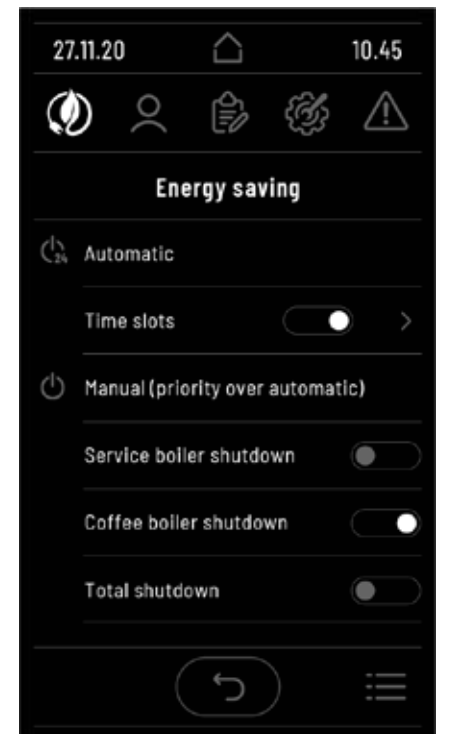 27.11.20 10.45
Energy saving
24 Automatic
Time slots
Manual (priority over automatic)
Service boiler shutdown
Coffee boiler shutdown
Total shutdown